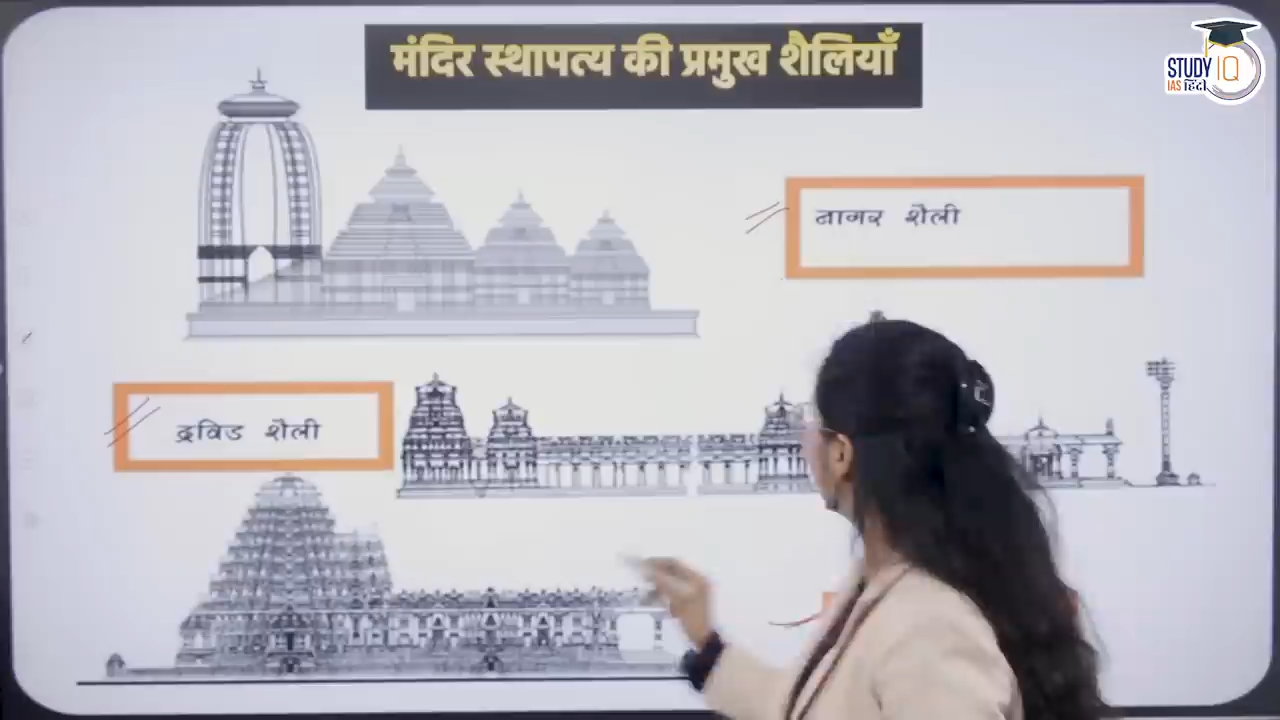 मंदिर स्थापत्य की प्रमुख शैलियाँ
STUDY IQ
IAS हिंदी
नागर शैली
द्रविड शैली